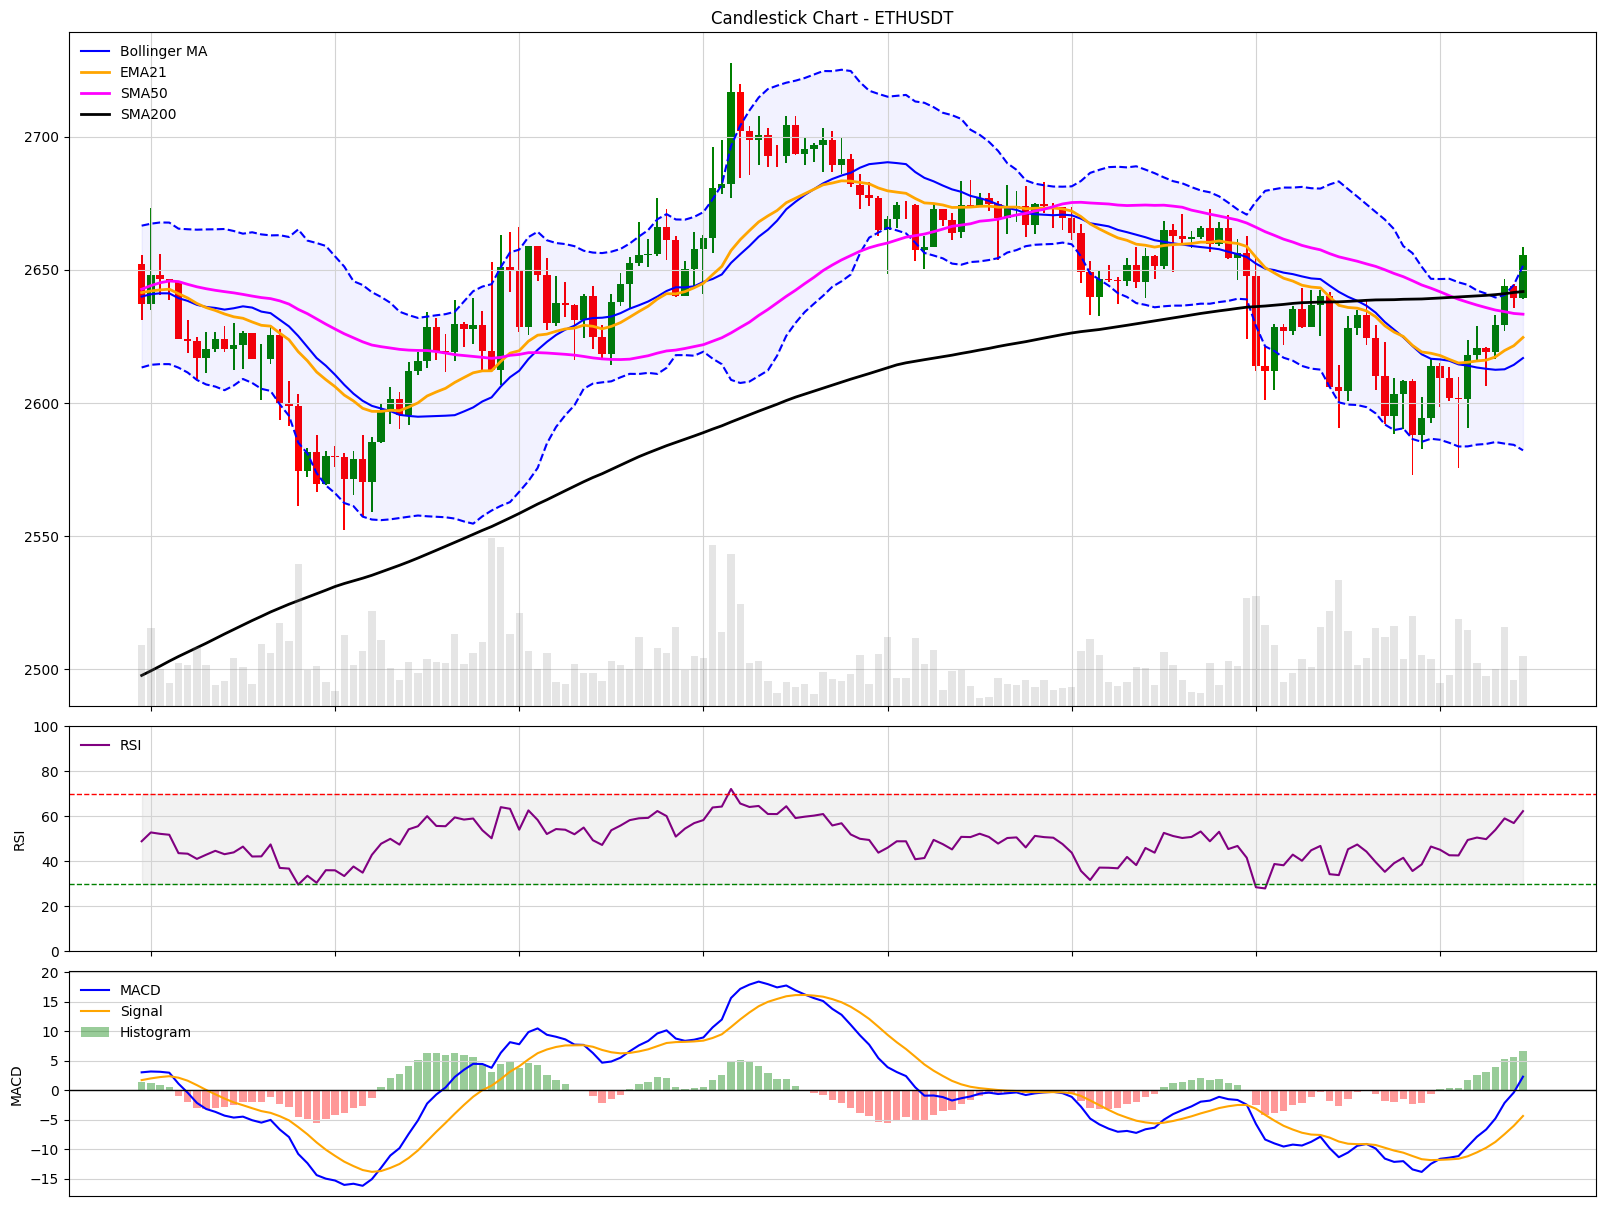 Candlestick Chart - ETHUSDT
Bollinger MA
EMA21
SMA50
SMA200
2700
2650
2600
2550
2500
100
80
60
40
20
0
RSI
RSI
20
15
10
5
0
−5
−10
−15
MACD
MACD
Signal
Histogram